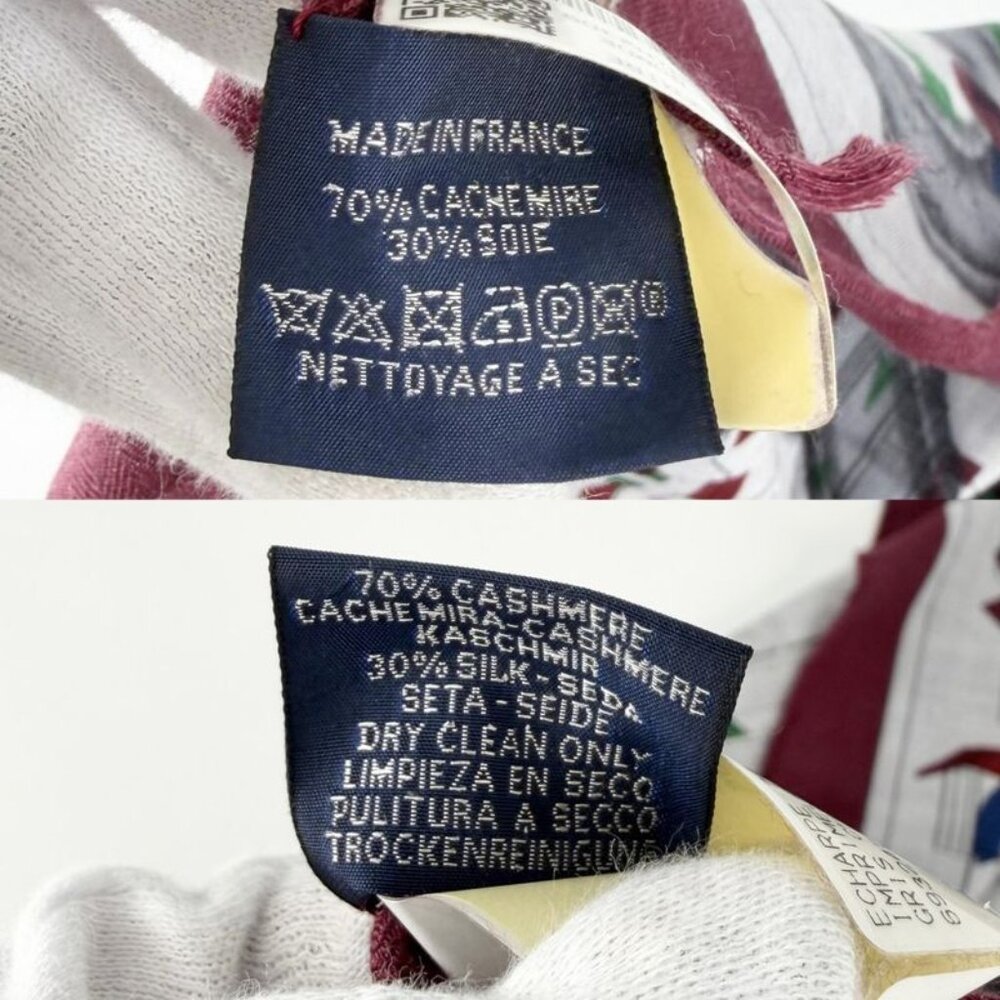 MADE IN FRANCE
70% CACHEMIRE
30% SOIE
P
®
NETTOYAGE A SEC
70% CASHMERE
CACHEMIRA-CASHMERE
KASCHMIR
30% SILK - SEDA
SETA - SEIDE
DRY CLEAN ONLY
LIMPIEZA EN SECO
PULITURA A SECCO
TROCKENREINIGUNG
ECHARPE